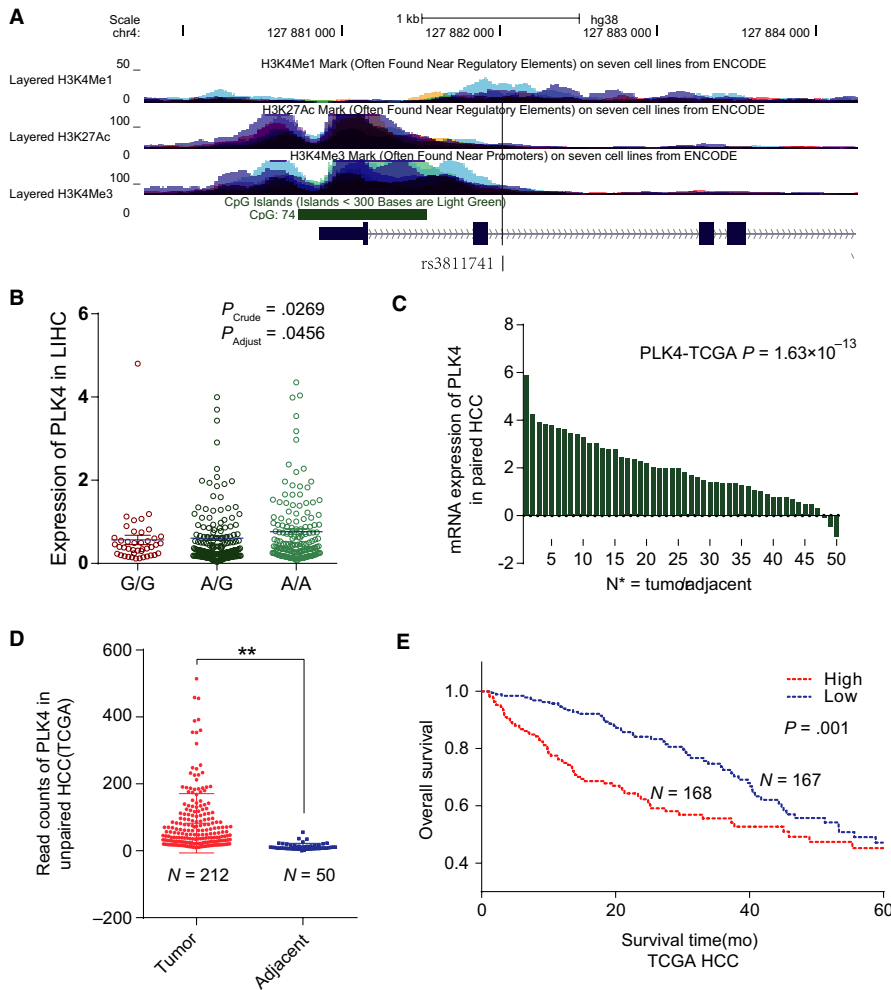 A
Scale
1 kb
hg38
chr4:
127 881 000
127 882 000
127 883 000
127 884 000
50
H3K4Me1 Mark (Often Found Near Regulatory Elements) on seven cell lines from ENCODE
Layered H3K4Me1
0
H3K27Ac Mark (Often Found Near Regulatory Elements) on seven cell lines from ENCODE
100
Layered H3K27Ac
0
H3K4Me3 Mark (Often Found Near Promoters) on seven cell lines from ENCODE
100
Layered H3K4Me3
CpG Islands (Islands < 300 Bases are Light Green)
0
CpG: 74
rs3811741
B
Expression of PLK4 in LIHC
6
4
2
0
P Crude = .0269
P Adjust = .0456
G/G
A/G
A/A
C
mRNA expression of PLK4
in paired HCC
8
6
4
2
0
-2
PLK4-TCGA P = 1.63×10–13
5
10
15
20
25
30
35
40
45
50
N* = tumor/adjacent
D
Read counts of PLK4 in
unpaired HCC(TCGA)
600
400
200
0
–200
**
N = 212
N = 50
Tumor
Adjacent
E
Overall survival
1.0
0.8
0.6
0.4
High
Low
P = .001
N = 168
N = 167
0
20
40
60
Survival time(mo)
TCGA HCC